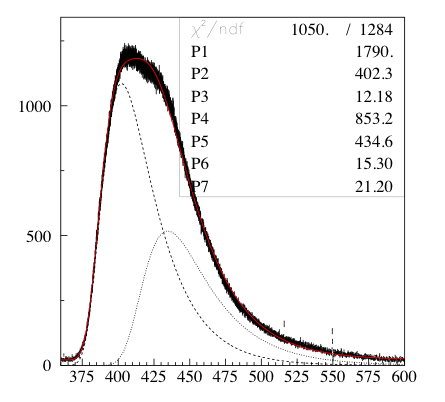 χ²/ndf 1050. / 1284
P1 1790.
P2 402.3
P3 12.18
P4 853.2
P5 434.6
P6 15.30
P7 21.20
1000
500
0
375 400 425 450 475 500 525 550 575 600